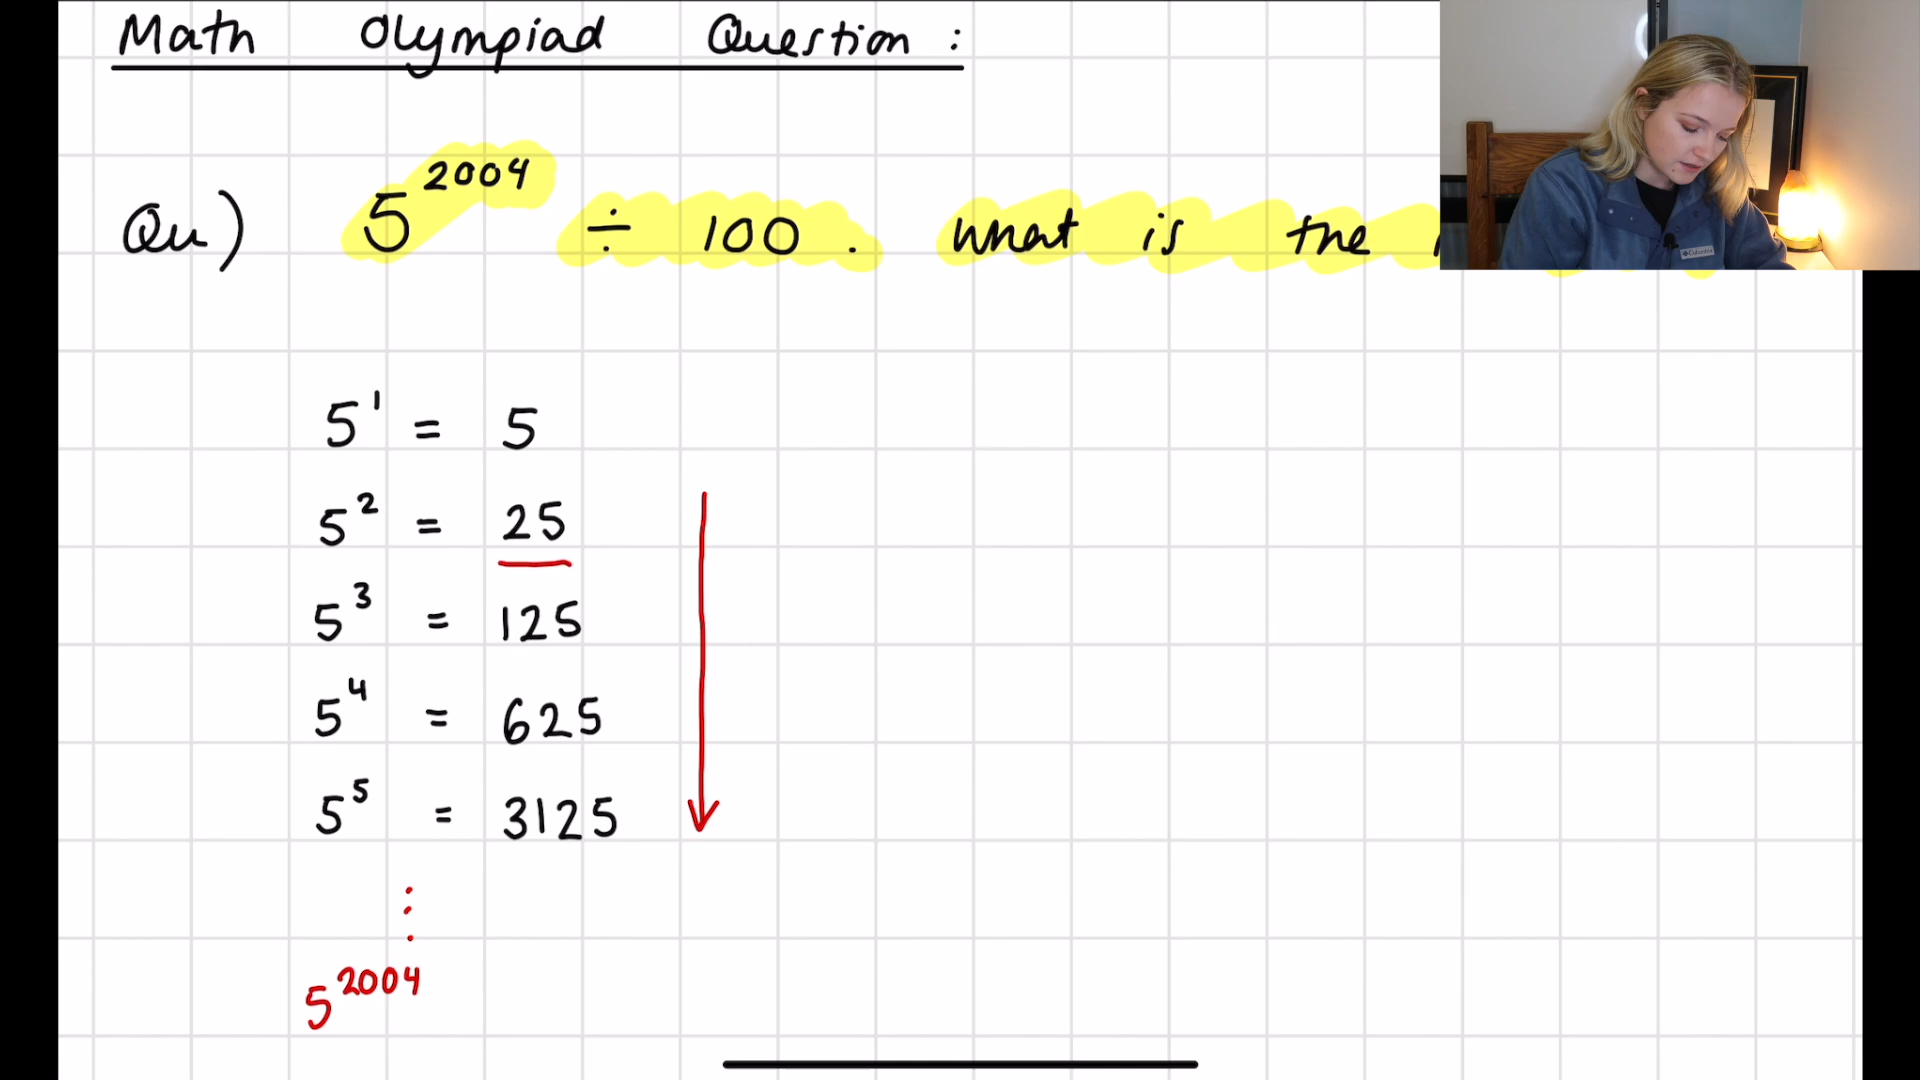 Math Olympiad Question :
Qu) 5^2004 ÷ 100 . What is the
5^1 = 5
5^2 = 25
5^3 = 125
5^4 = 625
5^5 = 3125
⋮
5^2004
Columbia